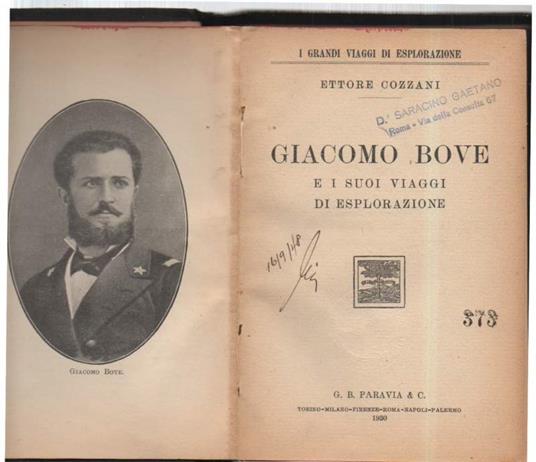 GIACOMO BOVE.
I GRANDI VIAGGI DI ESPLORAZIONE
ETTORE COZZANI
D.r SARACINO GAETANO
Roma - Via della Consulta 67
GIACOMO BOVE
E I SUOI VIAGGI
DI ESPLORAZIONE
16/9/48
373
G. B. PARAVIA & C.
TORINO-MILANO-FIRENZE-ROMA-NAPOLI-PALERMO
1930